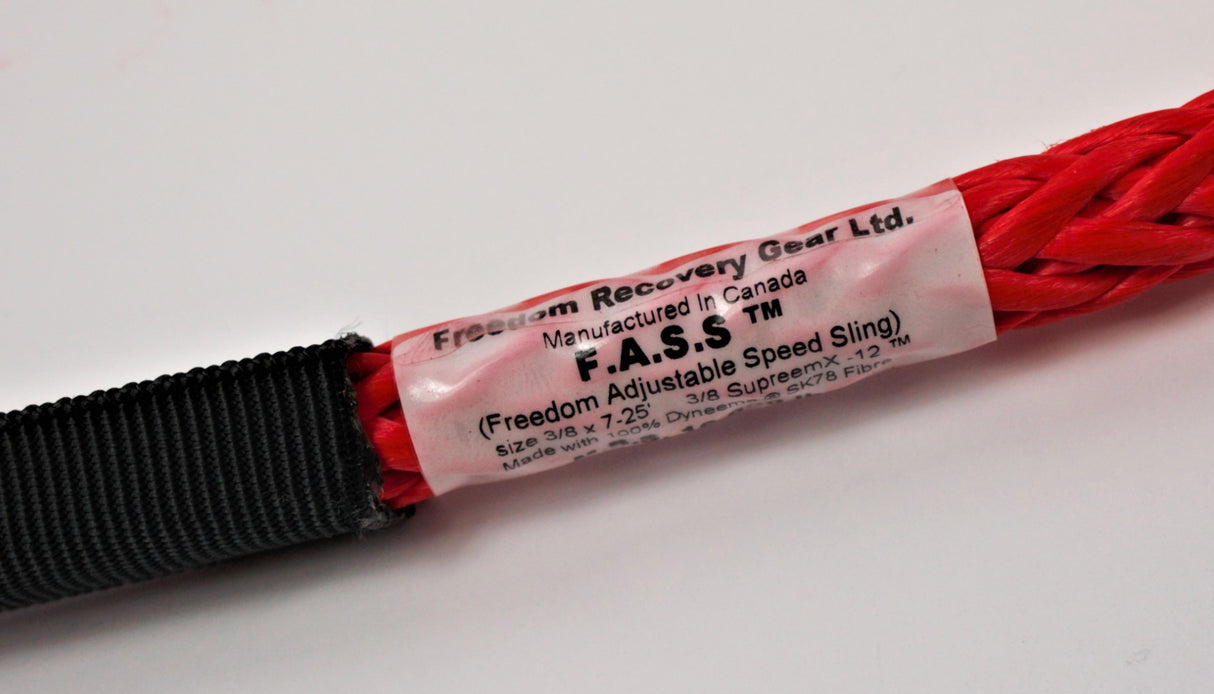 Freedom Recovery Gear Ltd.
Manufactured In Canada
F.A.S.S ™
(Freedom Adjustable Speed Sling)
size 3/8 x 7-25' 3/8 SupreemX -12 ™
Made with 100% Dyneema ® SK78 Fibre